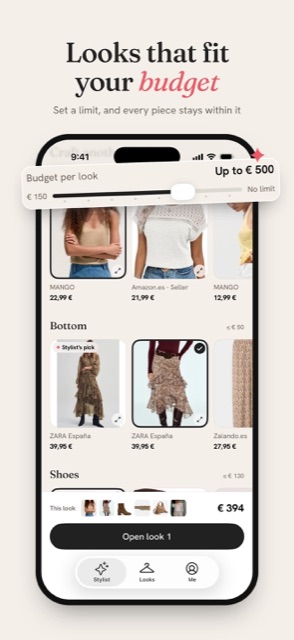 Looks that fit
your budget
Set a limit, and every piece stays within it
9:41
Budget per look
Up to € 500
€ 150
No limit
MANGO
22,99 €
Amazon.es - Seller
21,99 €
MANGO
12,99 €
Bottom
≤ € 50
Stylist's pick
ZARA España
39,95 €
ZARA España
39,95 €
Zalando.es
27,95 €
Shoes
≤ € 130
This look
€ 394
Open look 1
Stylist
Looks
Me